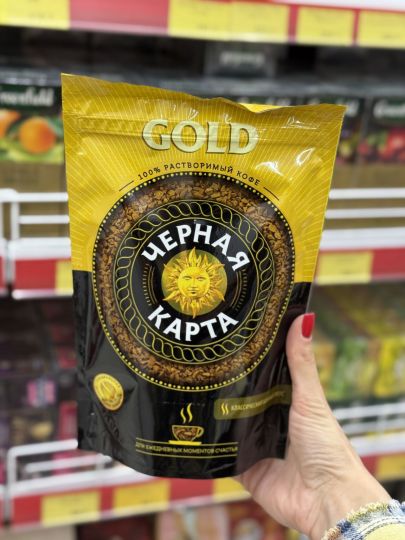 GOLD
100% РАСТВОРИМЫЙ КОФЕ
ЧЕРНАЯ
КАРТА
КЛАССИЧЕСКИЙ
ДЛЯ ЕЖЕДНЕВНЫХ МОМЕНТОВ СЧАСТЬЯ